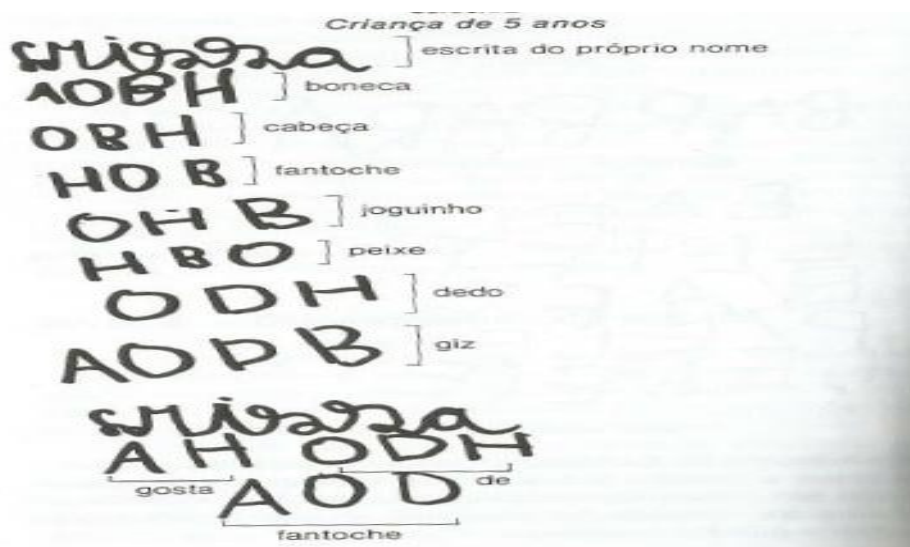 Criança de 5 anos
escrita do próprio nome
AOBH boneca
OBH cabeça
HOB fantoche
OHB joguinho
HBO peixe
ODH dedo
AODB giz
AH ODH
gosta de
AOD
fantoche